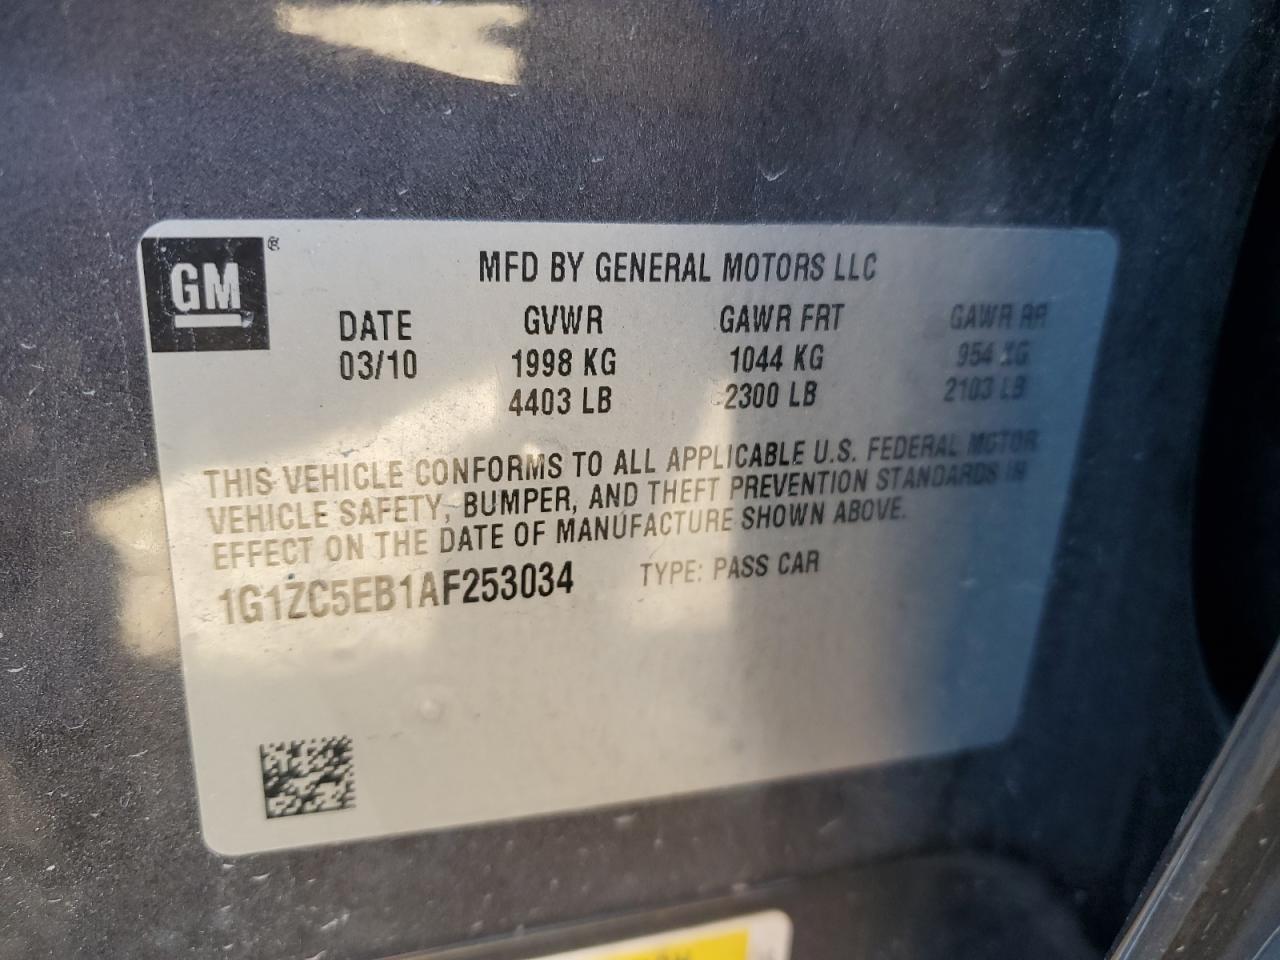 GM ®
MFD BY GENERAL MOTORS LLC
DATE GVWR GAWR FRT GAWR RR
03/10 1998 KG 1044 KG 954 KG
4403 LB 2300 LB 2103 LB
THIS VEHICLE CONFORMS TO ALL APPLICABLE U.S. FEDERAL MOTOR
VEHICLE SAFETY, BUMPER, AND THEFT PREVENTION STANDARDS IN
EFFECT ON THE DATE OF MANUFACTURE SHOWN ABOVE.
1G1ZC5EB1AF253034 TYPE: PASS CAR